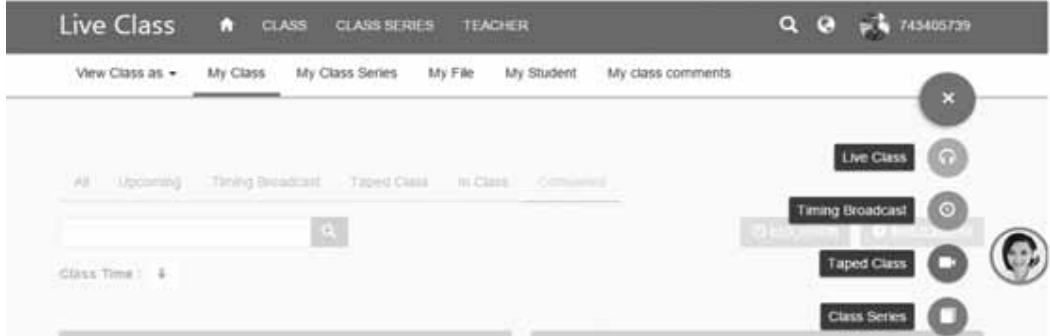 Live Class CLASS CLASS SERIES TEACHER 743405739
View Class as My Class My Class Series My File My Student My class comments
Live Class
All Upcoming Timing Broadcast Taped Class In Class Completed
Timing Broadcast
Taped Class
Class Time :
Class Series